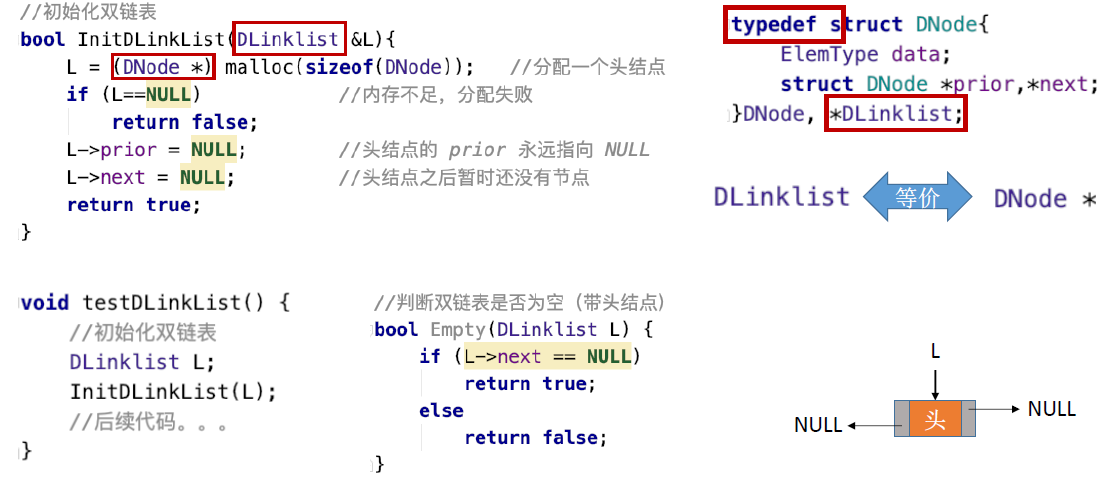 //初始化双链表
bool InitDLinkList(DLinklist &L){
L = (DNode *) malloc(sizeof(DNode)); //分配一个头结点
if (L==NULL) //内存不足，分配失败
return false;
L->prior = NULL; //头结点的 prior 永远指向 NULL
L->next = NULL; //头结点之后暂时还没有节点
return true;
}
typedef struct DNode{
ElemType data;
struct DNode *prior,*next;
}DNode, *DLinklist;
DLinklist 等价 DNode *
void testDLinkList() {
//初始化双链表
DLinklist L;
InitDLinkList(L);
//后续代码。。。
}
//判断双链表是否为空（带头结点）
bool Empty(DLinklist L) {
if (L->next == NULL)
return true;
else
return false;
}
L
NULL 头 NULL